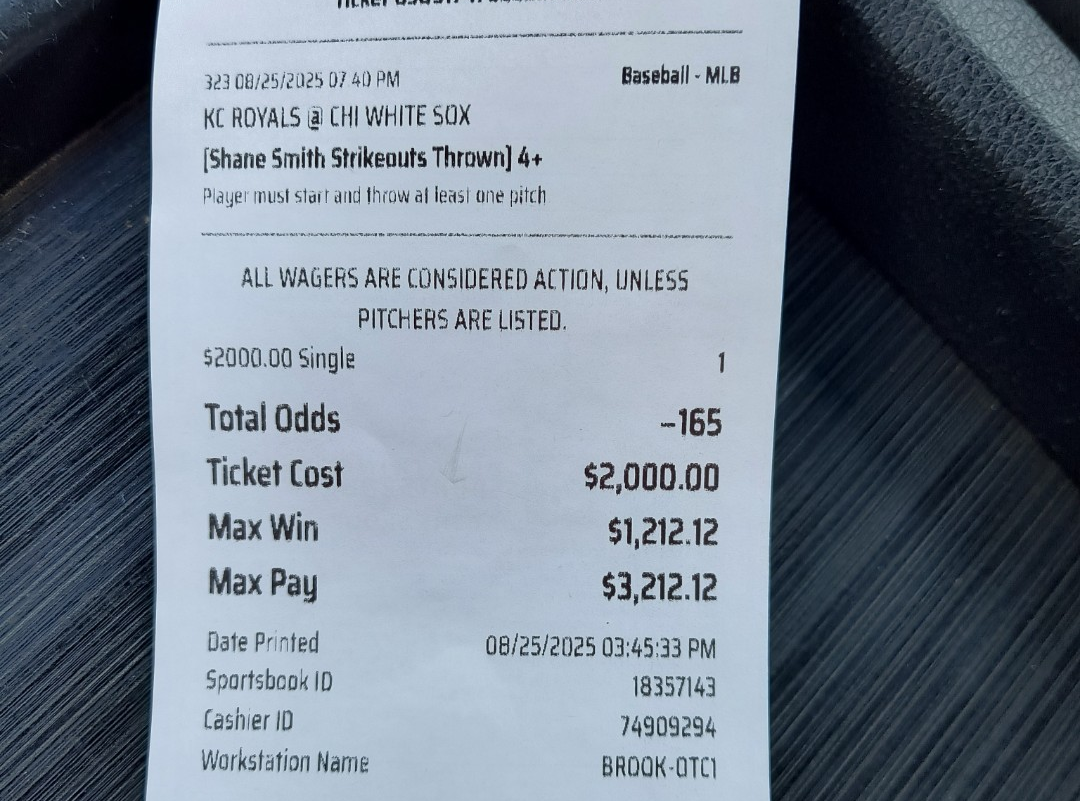 323 08/25/2025 07:40 PM Baseball - MLB
KC ROYALS @ CHI WHITE SOX
[Shane Smith Strikeouts Thrown] 4+
Player must start and throw at least one pitch
ALL WAGERS ARE CONSIDERED ACTION, UNLESS
PITCHERS ARE LISTED.
$2000.00 Single 1
Total Odds -165
Ticket Cost $2,000.00
Max Win $1,212.12
Max Pay $3,212.12
Date Printed 08/25/2025 03:45:33 PM
Sportsbook ID 18357143
Cashier ID 74909294
Workstation Name BROOK-OTC1